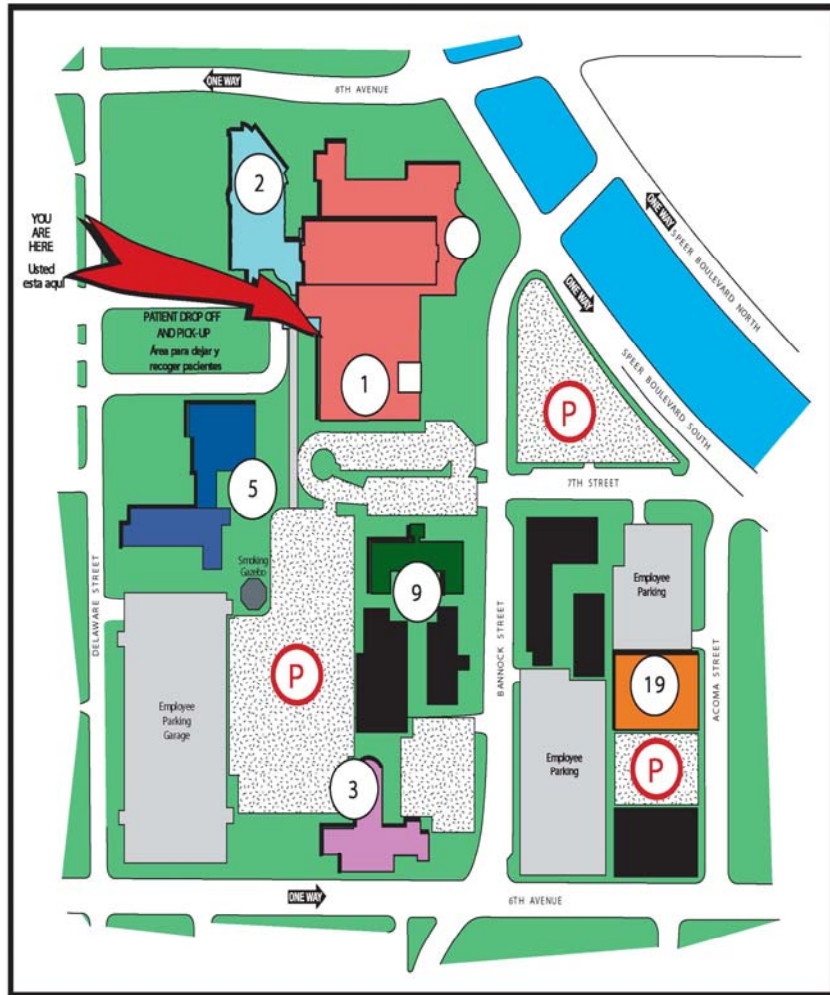 ONE WAY
8TH AVENUE
2
YOU
ARE
HERE
Usted
esta aquí
ONE WAY
SPEER BOULEVARD NORTH
ONE WAY
SPEER BOULEVARD SOUTH
PATIENT DROP OFF
AND PICK-UP
Área para dejar y
recoger pacientes
1
P
7TH STREET
5
Smoking
Gazebo
9
DELAWARE STREET
BANNOCK STREET
ACOMA STREET
Employee
Parking
19
P
Employee
Parking
Garage
Employee
Parking
P
3
ONE WAY
6TH AVENUE